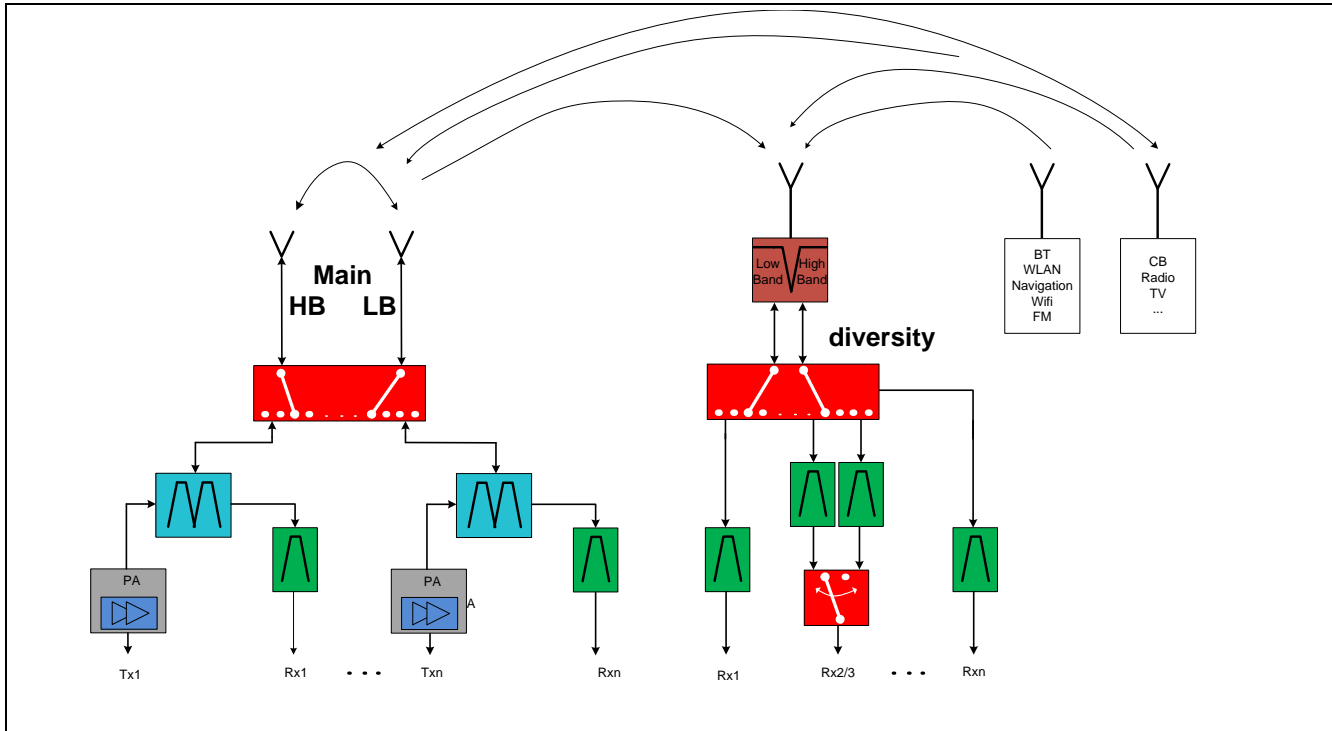 Main
HB LB
Low High
Band Band
diversity
BT
WLAN
Navigation
Wifi
FM
CB
Radio
TV
...
PA
PA
A
Tx1
Rx1
. . .
Txn
Rxn
Rx1
Rx2/3
. . .
Rxn